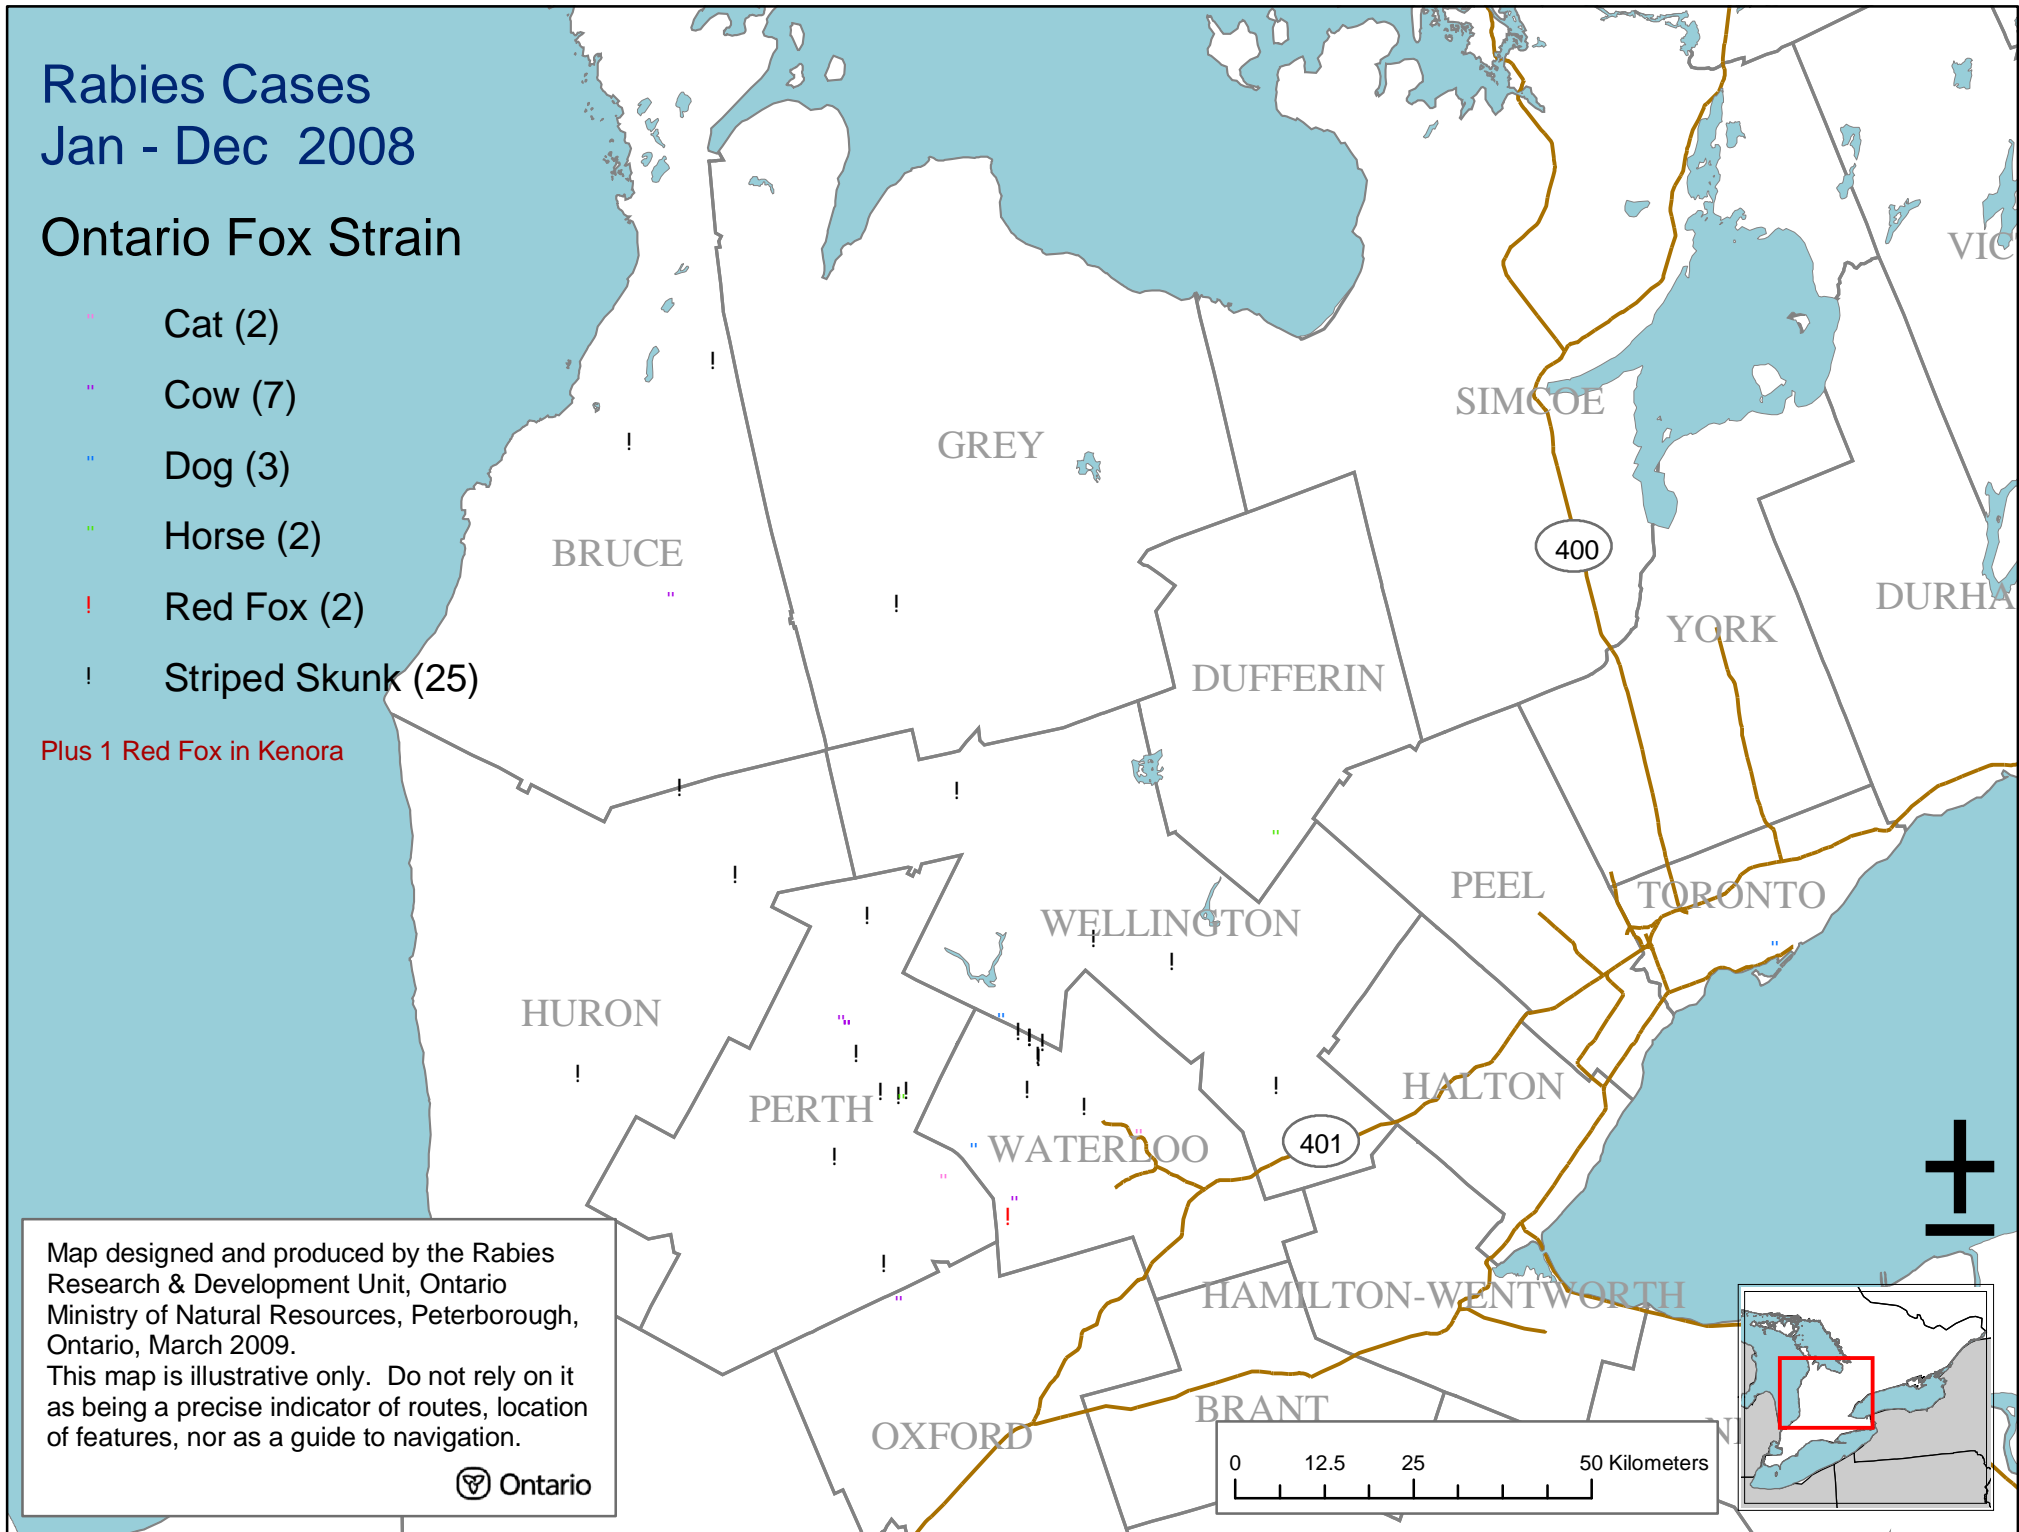 Rabies Cases
Jan - Dec 2008
Ontario Fox Strain
" Cat (2)
" Cow (7)
" Dog (3)
" Horse (2)
! Red Fox (2)
! Striped Skunk (25)
Plus 1 Red Fox in Kenora
VIC
SIMCOE
GREY
400
BRUCE
DURHA
YORK
DUFFERIN
PEEL
TORONTO
WELLINGTON
HURON
HALTON
PERTH
401
WATERLOO
±
HAMILTON-WENTWORTH
BRANT
OXFORD
Map designed and produced by the Rabies
Research & Development Unit, Ontario
Ministry of Natural Resources, Peterborough,
Ontario, March 2009.
This map is illustrative only. Do not rely on it
as being a precise indicator of routes, location
of features, nor as a guide to navigation.
Ontario
0 12.5 25 50 Kilometers